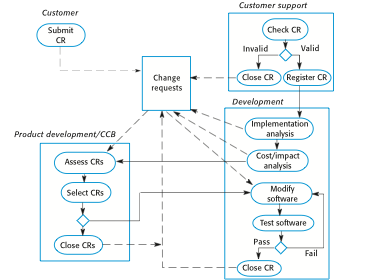 Customer
Submit
CR
Customer support
Check CR
Invalid
Valid
Close CR
Register CR
Change
requests
Development
Implementation
analysis
Cost/impact
analysis
Product development/CCB
Assess CRs
Select CRs
Close CRs
Modify
software
Test software
Pass
Fail
Close CR